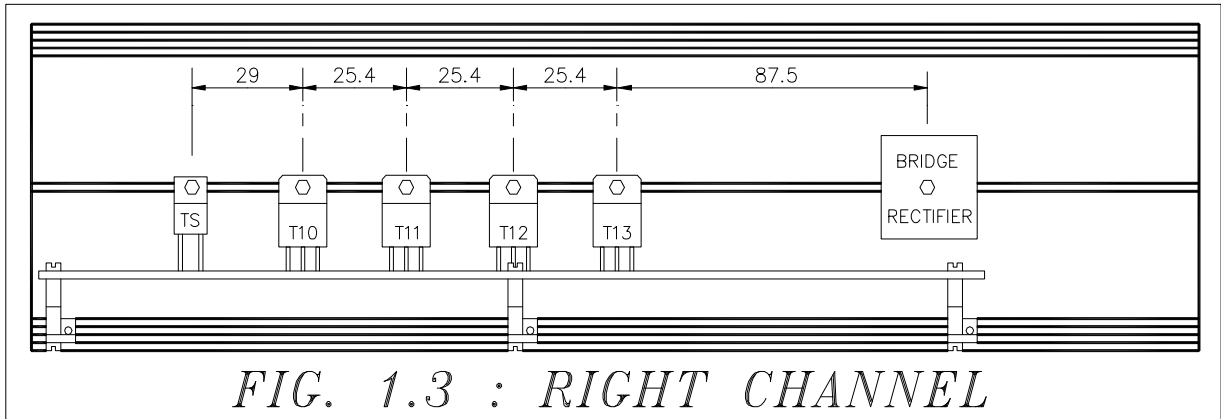 29 25.4 25.4 25.4 87.5
BRIDGE
RECTIFIER
TS T10 T11 T12 T13
FIG. 1.3 : RIGHT CHANNEL